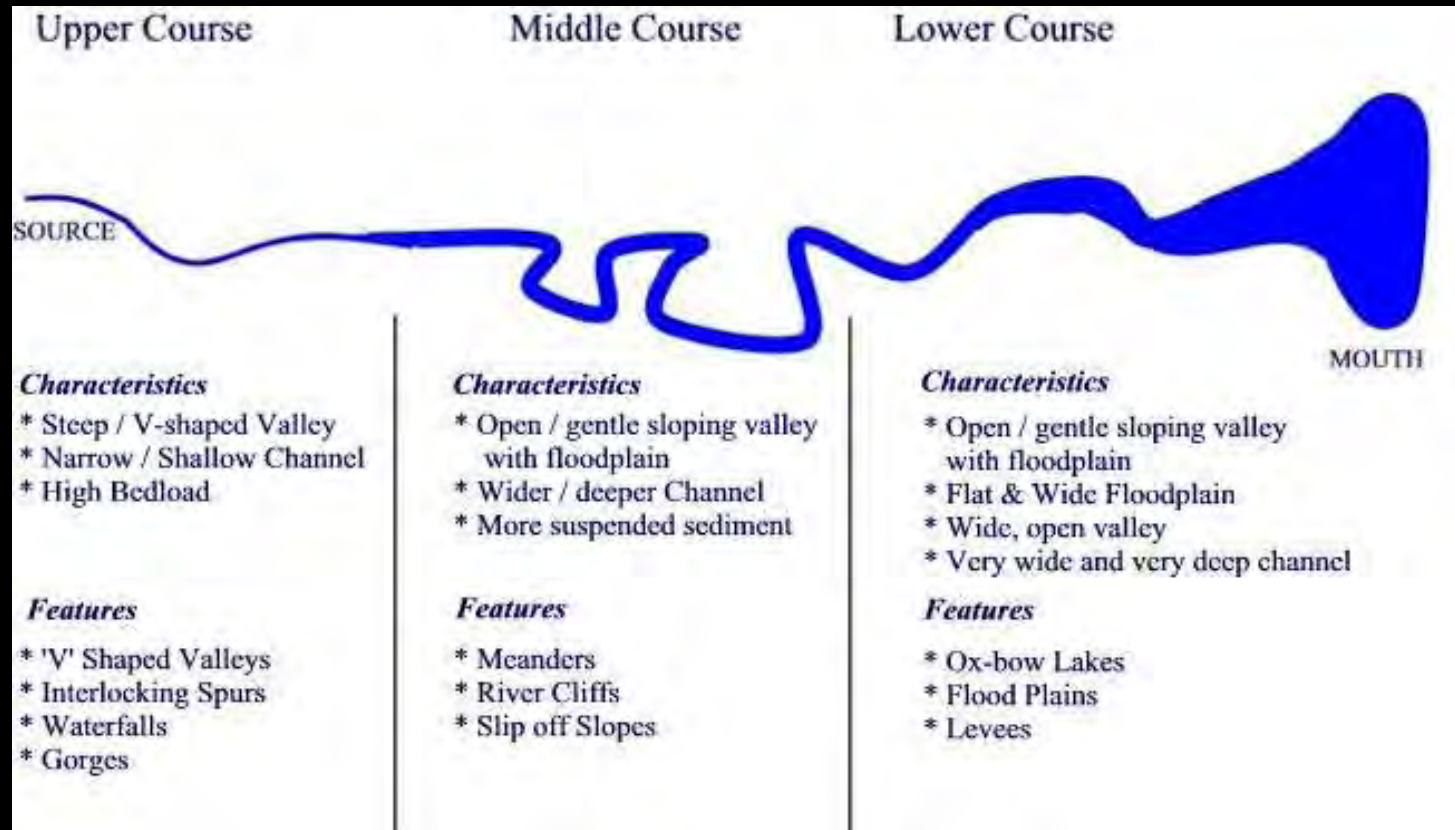 Upper Course
Middle Course
Lower Course
SOURCE
MOUTH
Characteristics
* Steep / V-shaped Valley
* Narrow / Shallow Channel
* High Bedload
Features
* 'V' Shaped Valleys
* Interlocking Spurs
* Waterfalls
* Gorges
Characteristics
* Open / gentle sloping valley
with floodplain
* Wider / deeper Channel
* More suspended sediment
Features
* Meanders
* River Cliffs
* Slip off Slopes
Characteristics
* Open / gentle sloping valley
with floodplain
* Flat & Wide Floodplain
* Wide, open valley
* Very wide and very deep channel
Features
* Ox-bow Lakes
* Flood Plains
* Levees